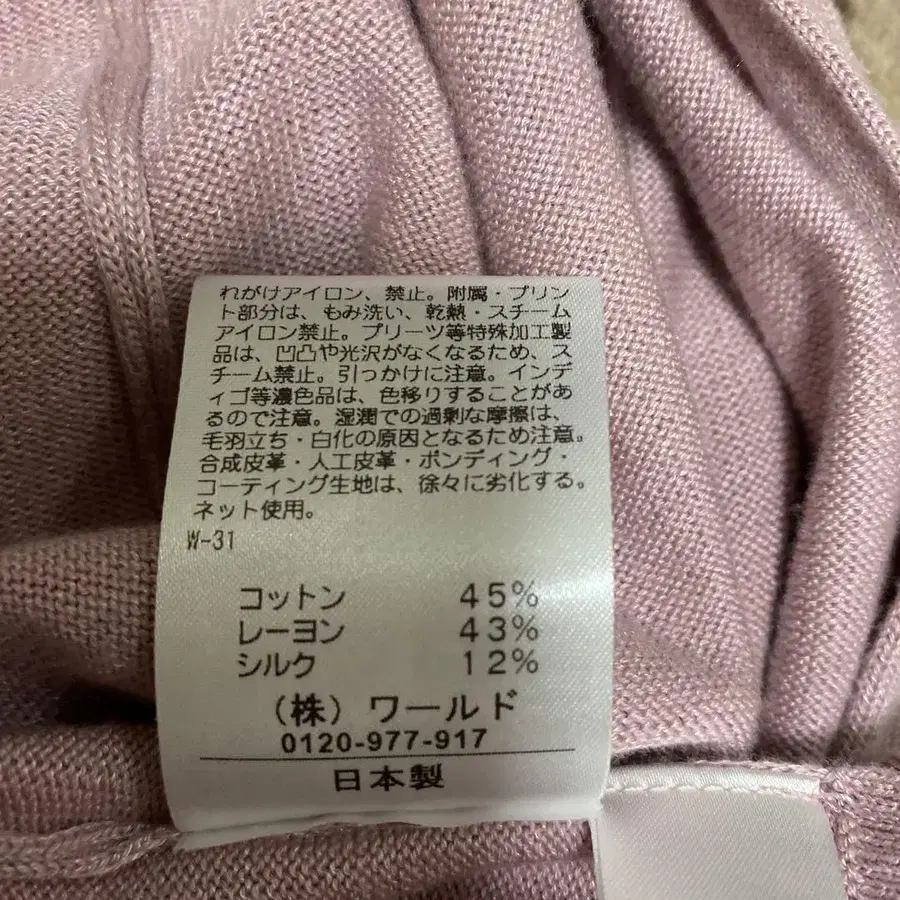 れがけアイロン、禁止。附属・プリン
ト部分は、もみ洗い、乾熱・スチーム
アイロン禁止。プリーツ等特殊加工製
品は、凹凸や光沢がなくなるため、ス
チーム禁止。引っかけに注意。インデ
ィゴ等濃色品は、色移りすることがあ
るので注意。湿潤での過剰な摩擦は、
毛羽立ち・白化の原因となるため注意。
合成皮革・人工皮革・ボンディング・
コーティング生地は、徐々に劣化する。
ネット使用。
W-31
コットン 45%
レーヨン 43%
シルク 12%
(株)ワールド
0120-977-917
日本製